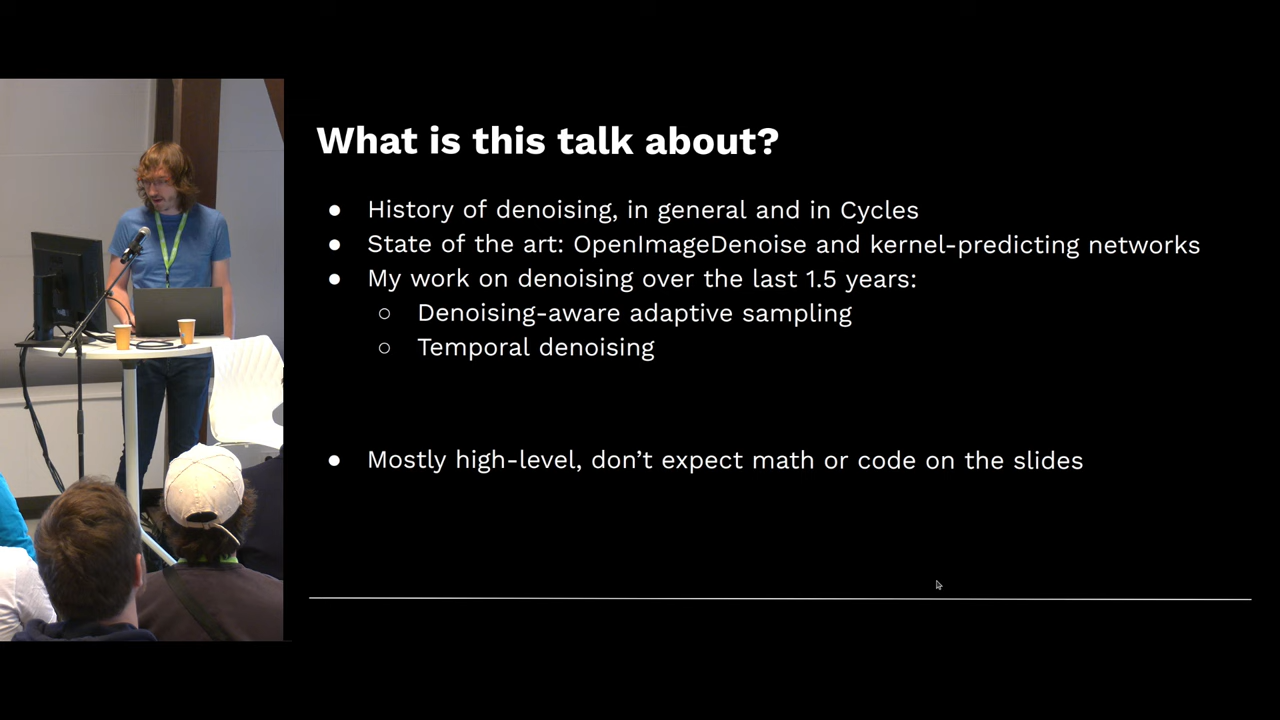 What is this talk about?
● History of denoising, in general and in Cycles
● State of the art: OpenImageDenoise and kernel-predicting networks
● My work on denoising over the last 1.5 years:
○ Denoising-aware adaptive sampling
○ Temporal denoising
● Mostly high-level, don’t expect math or code on the slides